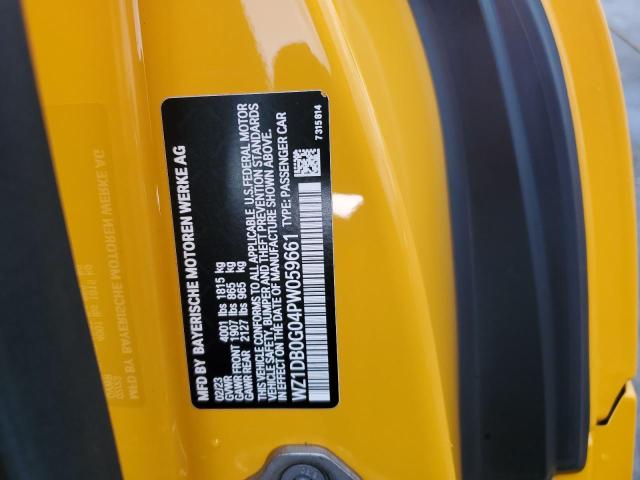 MFD BY BAYERISCHE MOTOREN WERKE AG
02/23
GVWR 4001 lbs 1815 kg
GAWR FRONT 1907 lbs 865 kg
GAWR REAR 2127 lbs 965 kg
THIS VEHICLE CONFORMS TO ALL APPLICABLE U.S.FEDERAL MOTOR
VEHICLE SAFETY, BUMPER AND THEFT PREVENTION STANDARDS
IN EFFECT ON THE DATE OF MANUFACTURE SHOWN ABOVE.
WZ1DB0G04PW059661 TYPE: PASSENGER CAR
7315814